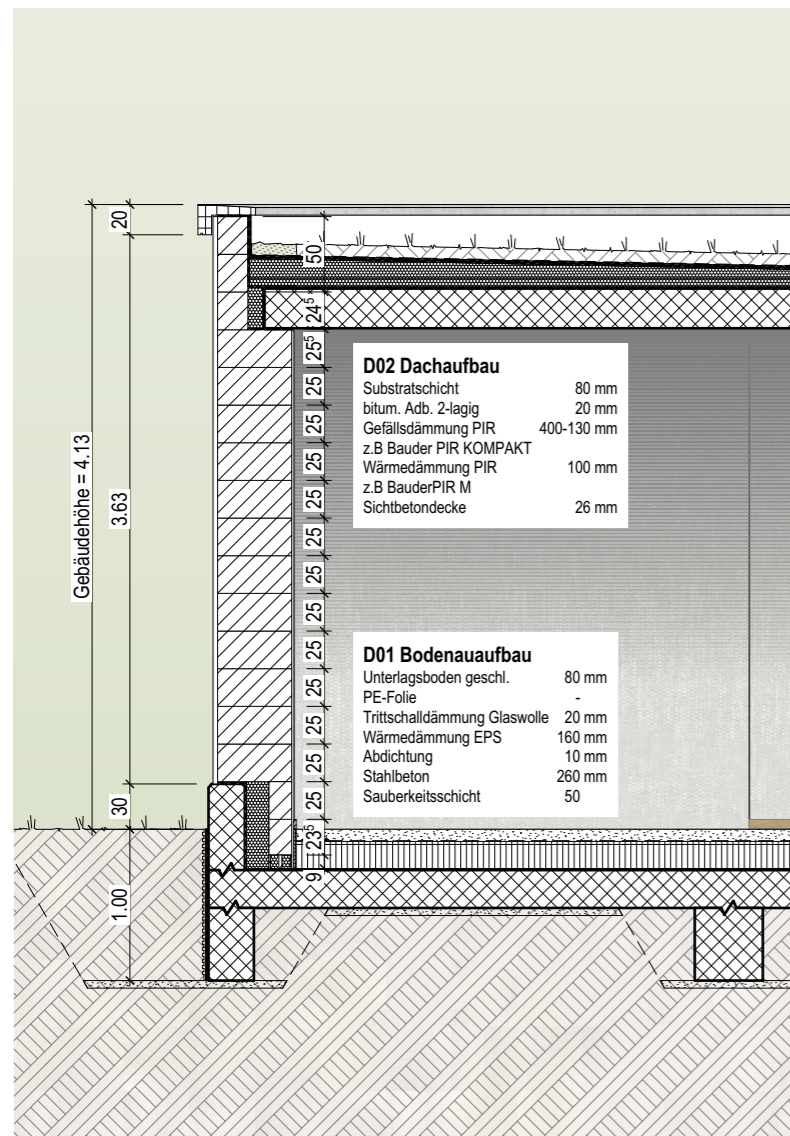 Gebäudehöhe = 4.13
20
3.63
30
1.00
50
24⁵
25⁵
25
25
25
25
25
25
25
25
25
25
25
25
23⁵
9
D02 Dachaufbau
Substratschicht 80 mm
bitum. Adb. 2-lagig 20 mm
Gefällsdämmung PIR 400-130 mm
z.B Bauder PIR KOMPAKT
Wärmedämmung PIR 100 mm
z.B BauderPIR M
Sichtbetondecke 26 mm
D01 Bodenauaufbau
Unterlagsboden geschl. 80 mm
PE-Folie -
Trittschalldämmung Glaswolle 20 mm
Wärmedämmung EPS 160 mm
Abdichtung 10 mm
Stahlbeton 260 mm
Sauberkeitsschicht 50